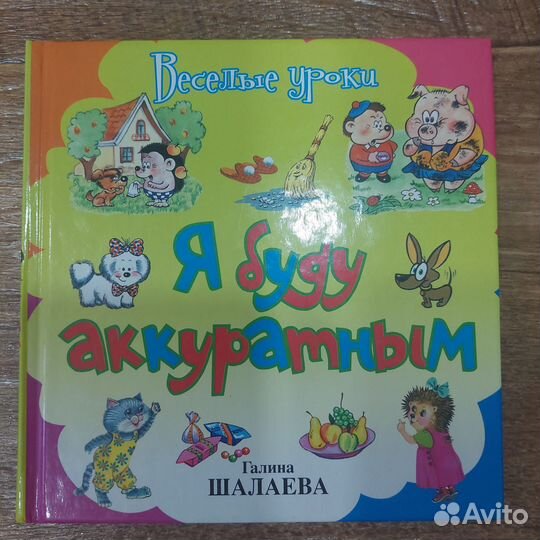 Веселые уроки
Я буду
аккуратным
Галина
ШАЛАЕВА
Avito